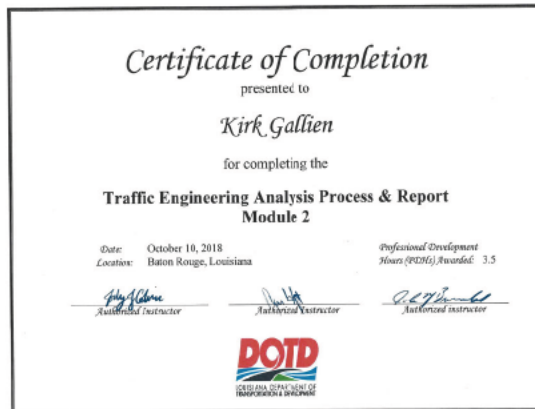 Certificate of Completion
presented to
Kirk Gallien
for completing the
Traffic Engineering Analysis Process & Report
Module 2
Date: October 10, 2018
Location: Baton Rouge, Louisiana
Professional Development
Hours (PDHs) Awarded: 3.5
Authorized Instructor
Authorized Instructor
Authorized instructor
DOTD
LOUISIANA DEPARTMENT OF
TRANSPORTATION & DEVELOPMENT